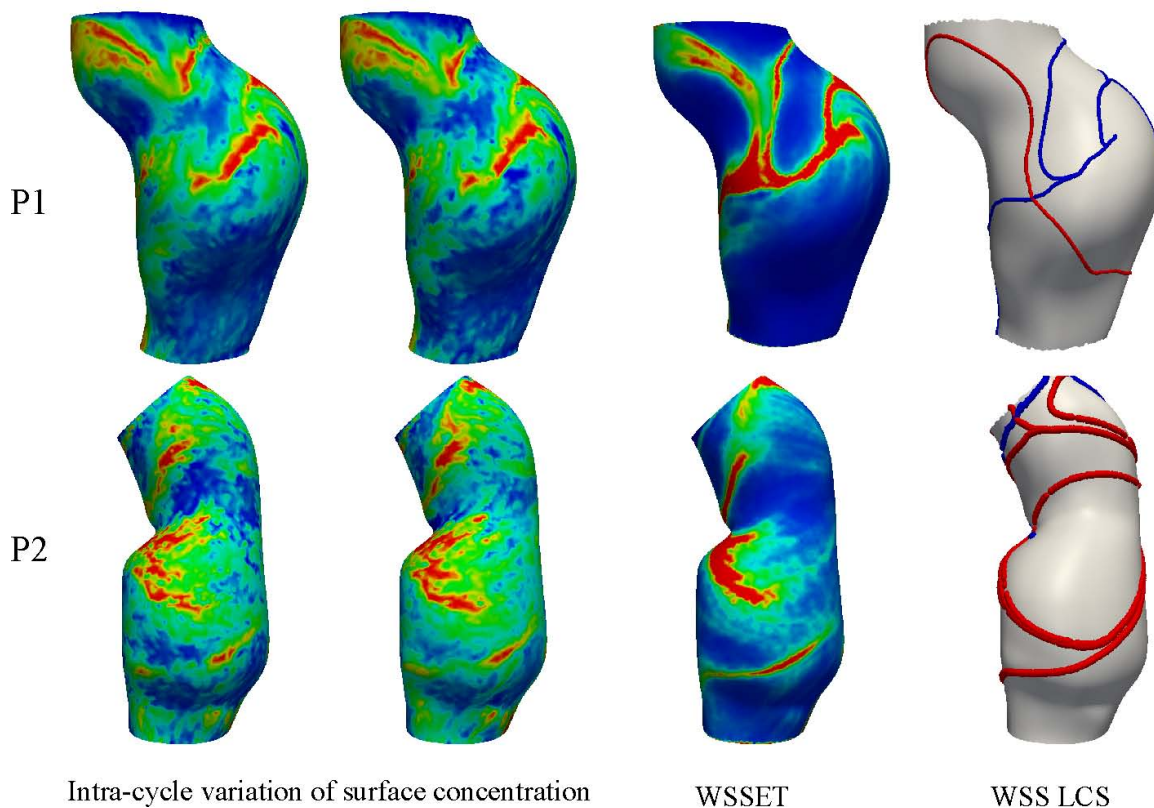 P1
P2
Intra-cycle variation of surface concentration
WSSET
WSS LCS